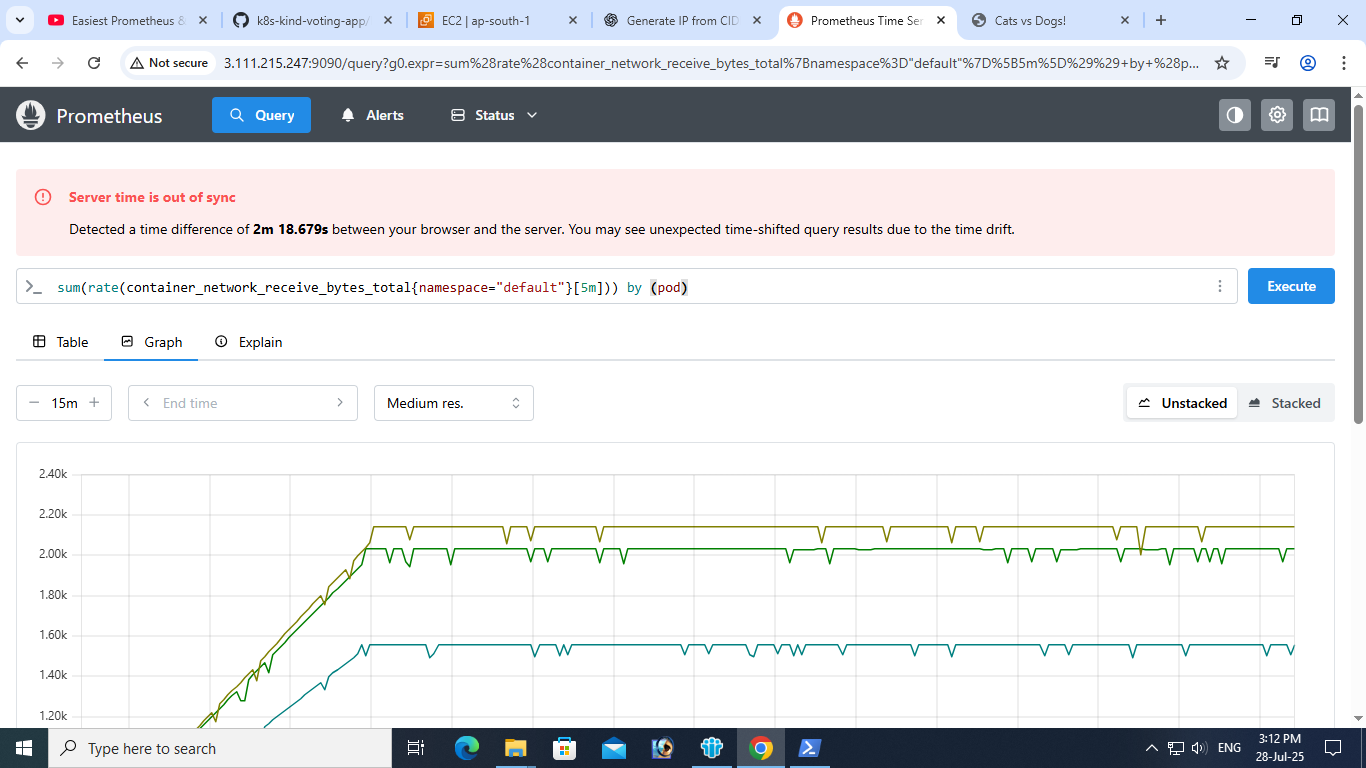 Easiest Prometheus &
k8s-kind-voting-app/
EC2 | ap-south-1
Generate IP from CID
Prometheus Time Ser
Cats vs Dogs!
Not secure
3.111.215.247:9090/query?g0.expr=sum%28rate%28container_network_receive_bytes_total%7Bnamespace%3D"default"%7D%5B5m%5D%29%29+by+%28p...
Prometheus
Query
Alerts
Status
Server time is out of sync
Detected a time difference of 2m 18.679s between your browser and the server. You may see unexpected time-shifted query results due to the time drift.
sum(rate(container_network_receive_bytes_total{namespace="default"}[5m])) by (pod)
Execute
Table
Graph
Explain
15m
End time
Medium res.
Unstacked
Stacked
2.40k
2.20k
2.00k
1.80k
1.60k
1.40k
1.20k
Type here to search
ENG
3:12 PM
28-Jul-25